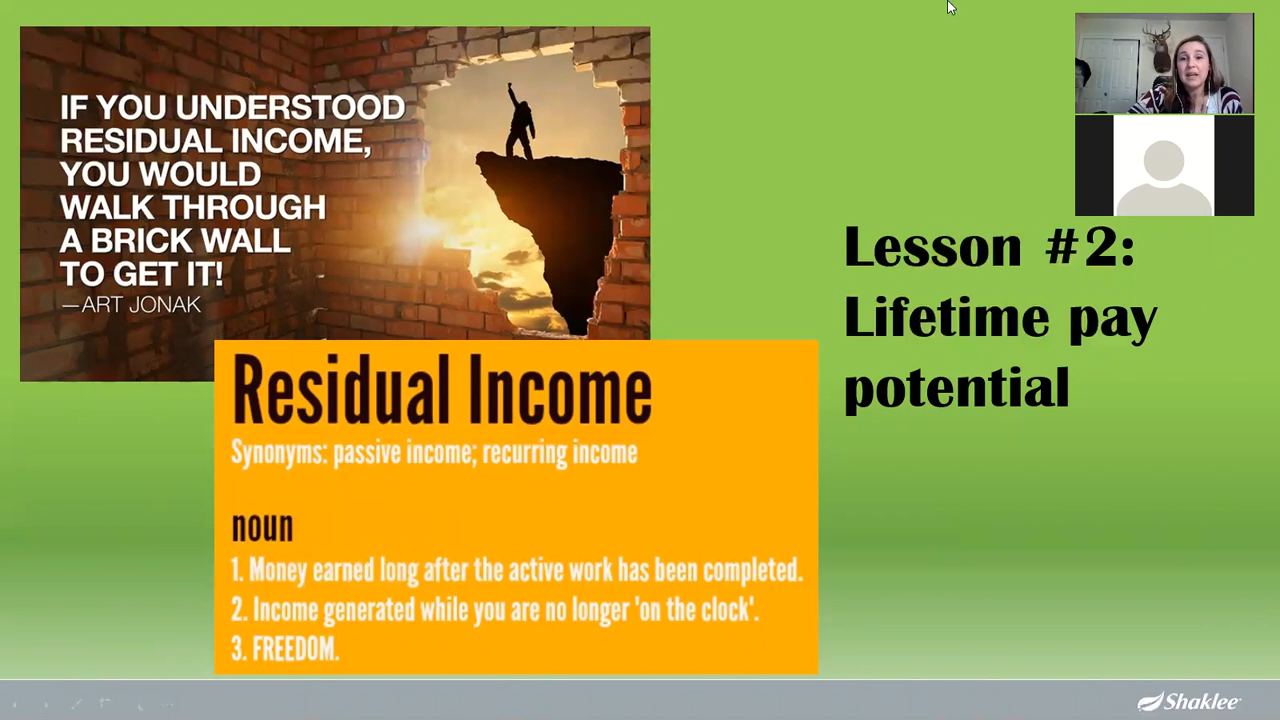 IF YOU UNDERSTOOD
RESIDUAL INCOME,
YOU WOULD
WALK THROUGH
A BRICK WALL
TO GET IT!
—ART JONAK
Lesson #2:
Lifetime pay
potential
Residual Income
Synonyms: passive income; recurring income
noun
1. Money earned long after the active work has been completed.
2. Income generated while you are no longer 'on the clock'.
3. FREEDOM.
Shaklee